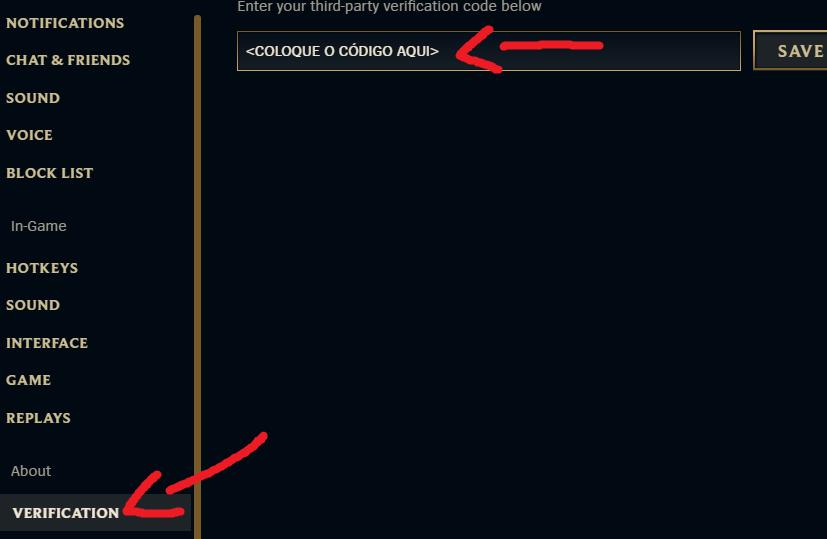 NOTIFICATIONS
CHAT & FRIENDS
SOUND
VOICE
BLOCK LIST
In-Game
HOTKEYS
SOUND
INTERFACE
GAME
REPLAYS
About
VERIFICATION
Enter your third-party verification code below
<COLOQUE O CÓDIGO AQUI>
SAVE